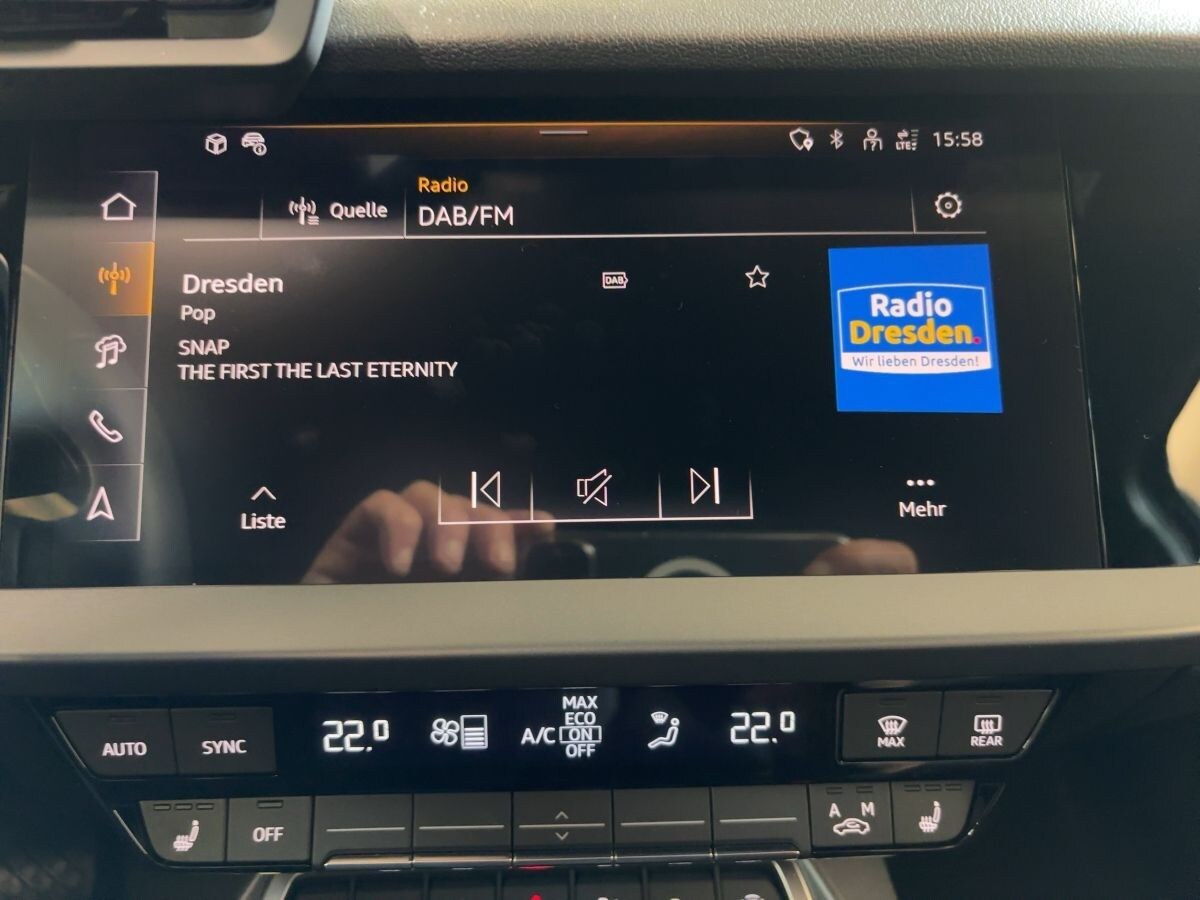 LTE 15:58
Quelle
Radio
DAB/FM
Dresden
DAB
Pop
SNAP
THE FIRST THE LAST ETERNITY
Radio
Dresden.
Wir lieben Dresden!
Liste
Mehr
AUTO
SYNC
22.0
A/C
MAX
ECO
ON
OFF
22.0
MAX
REAR
OFF
A M